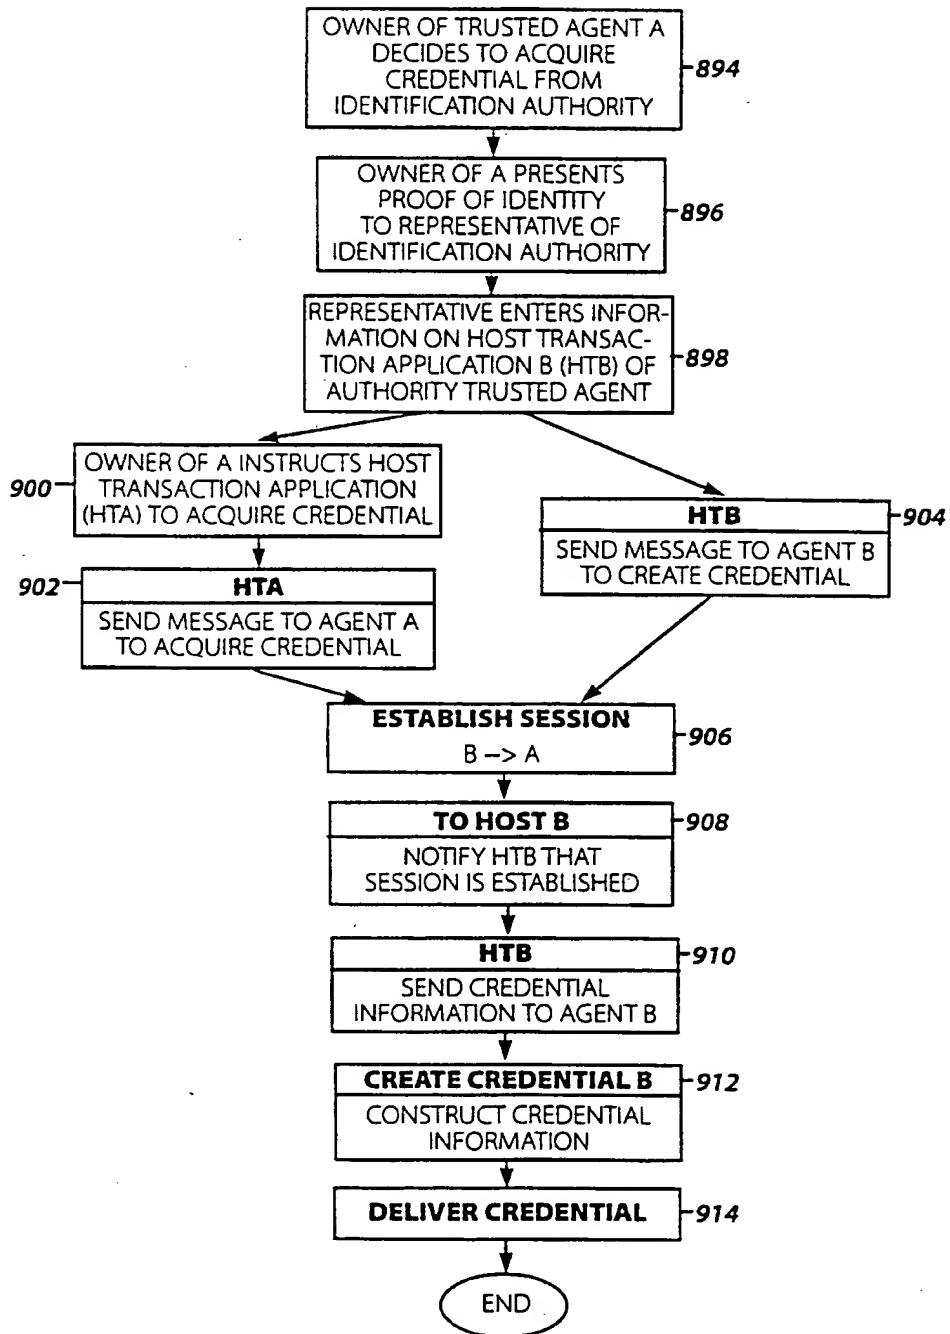 OWNER OF TRUSTED AGENT A
DECIDES TO ACQUIRE
CREDENTIAL FROM
IDENTIFICATION AUTHORITY
894
OWNER OF A PRESENTS
PROOF OF IDENTITY
TO REPRESENTATIVE OF
IDENTIFICATION AUTHORITY
896
REPRESENTATIVE ENTERS INFOR-
MATION ON HOST TRANSAC-
TION APPLICATION B (HTB) OF
AUTHORITY TRUSTED AGENT
898
900
OWNER OF A INSTRUCTS HOST
TRANSACTION APPLICATION
(HTA) TO ACQUIRE CREDENTIAL
902
HTA
SEND MESSAGE TO AGENT A
TO ACQUIRE CREDENTIAL
HTB
904
SEND MESSAGE TO AGENT B
TO CREATE CREDENTIAL
ESTABLISH SESSION
906
B –> A
TO HOST B
908
NOTIFY HTB THAT
SESSION IS ESTABLISHED
HTB
910
SEND CREDENTIAL
INFORMATION TO AGENT B
CREATE CREDENTIAL B
912
CONSTRUCT CREDENTIAL
INFORMATION
DELIVER CREDENTIAL
914
END